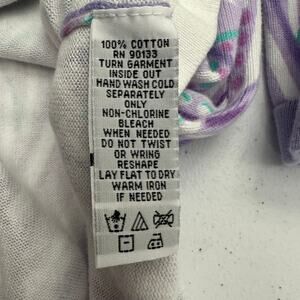 100% COTTON
RN 90133
TURN GARMENT
INSIDE OUT
HAND WASH COLD
SEPARATELY
ONLY
NON-CHLORINE
BLEACH
WHEN NEEDED
DO NOT TWIST
OR WRING
RESHAPE
LAY FLAT TO DRY
WARM IRON
IF NEEDED